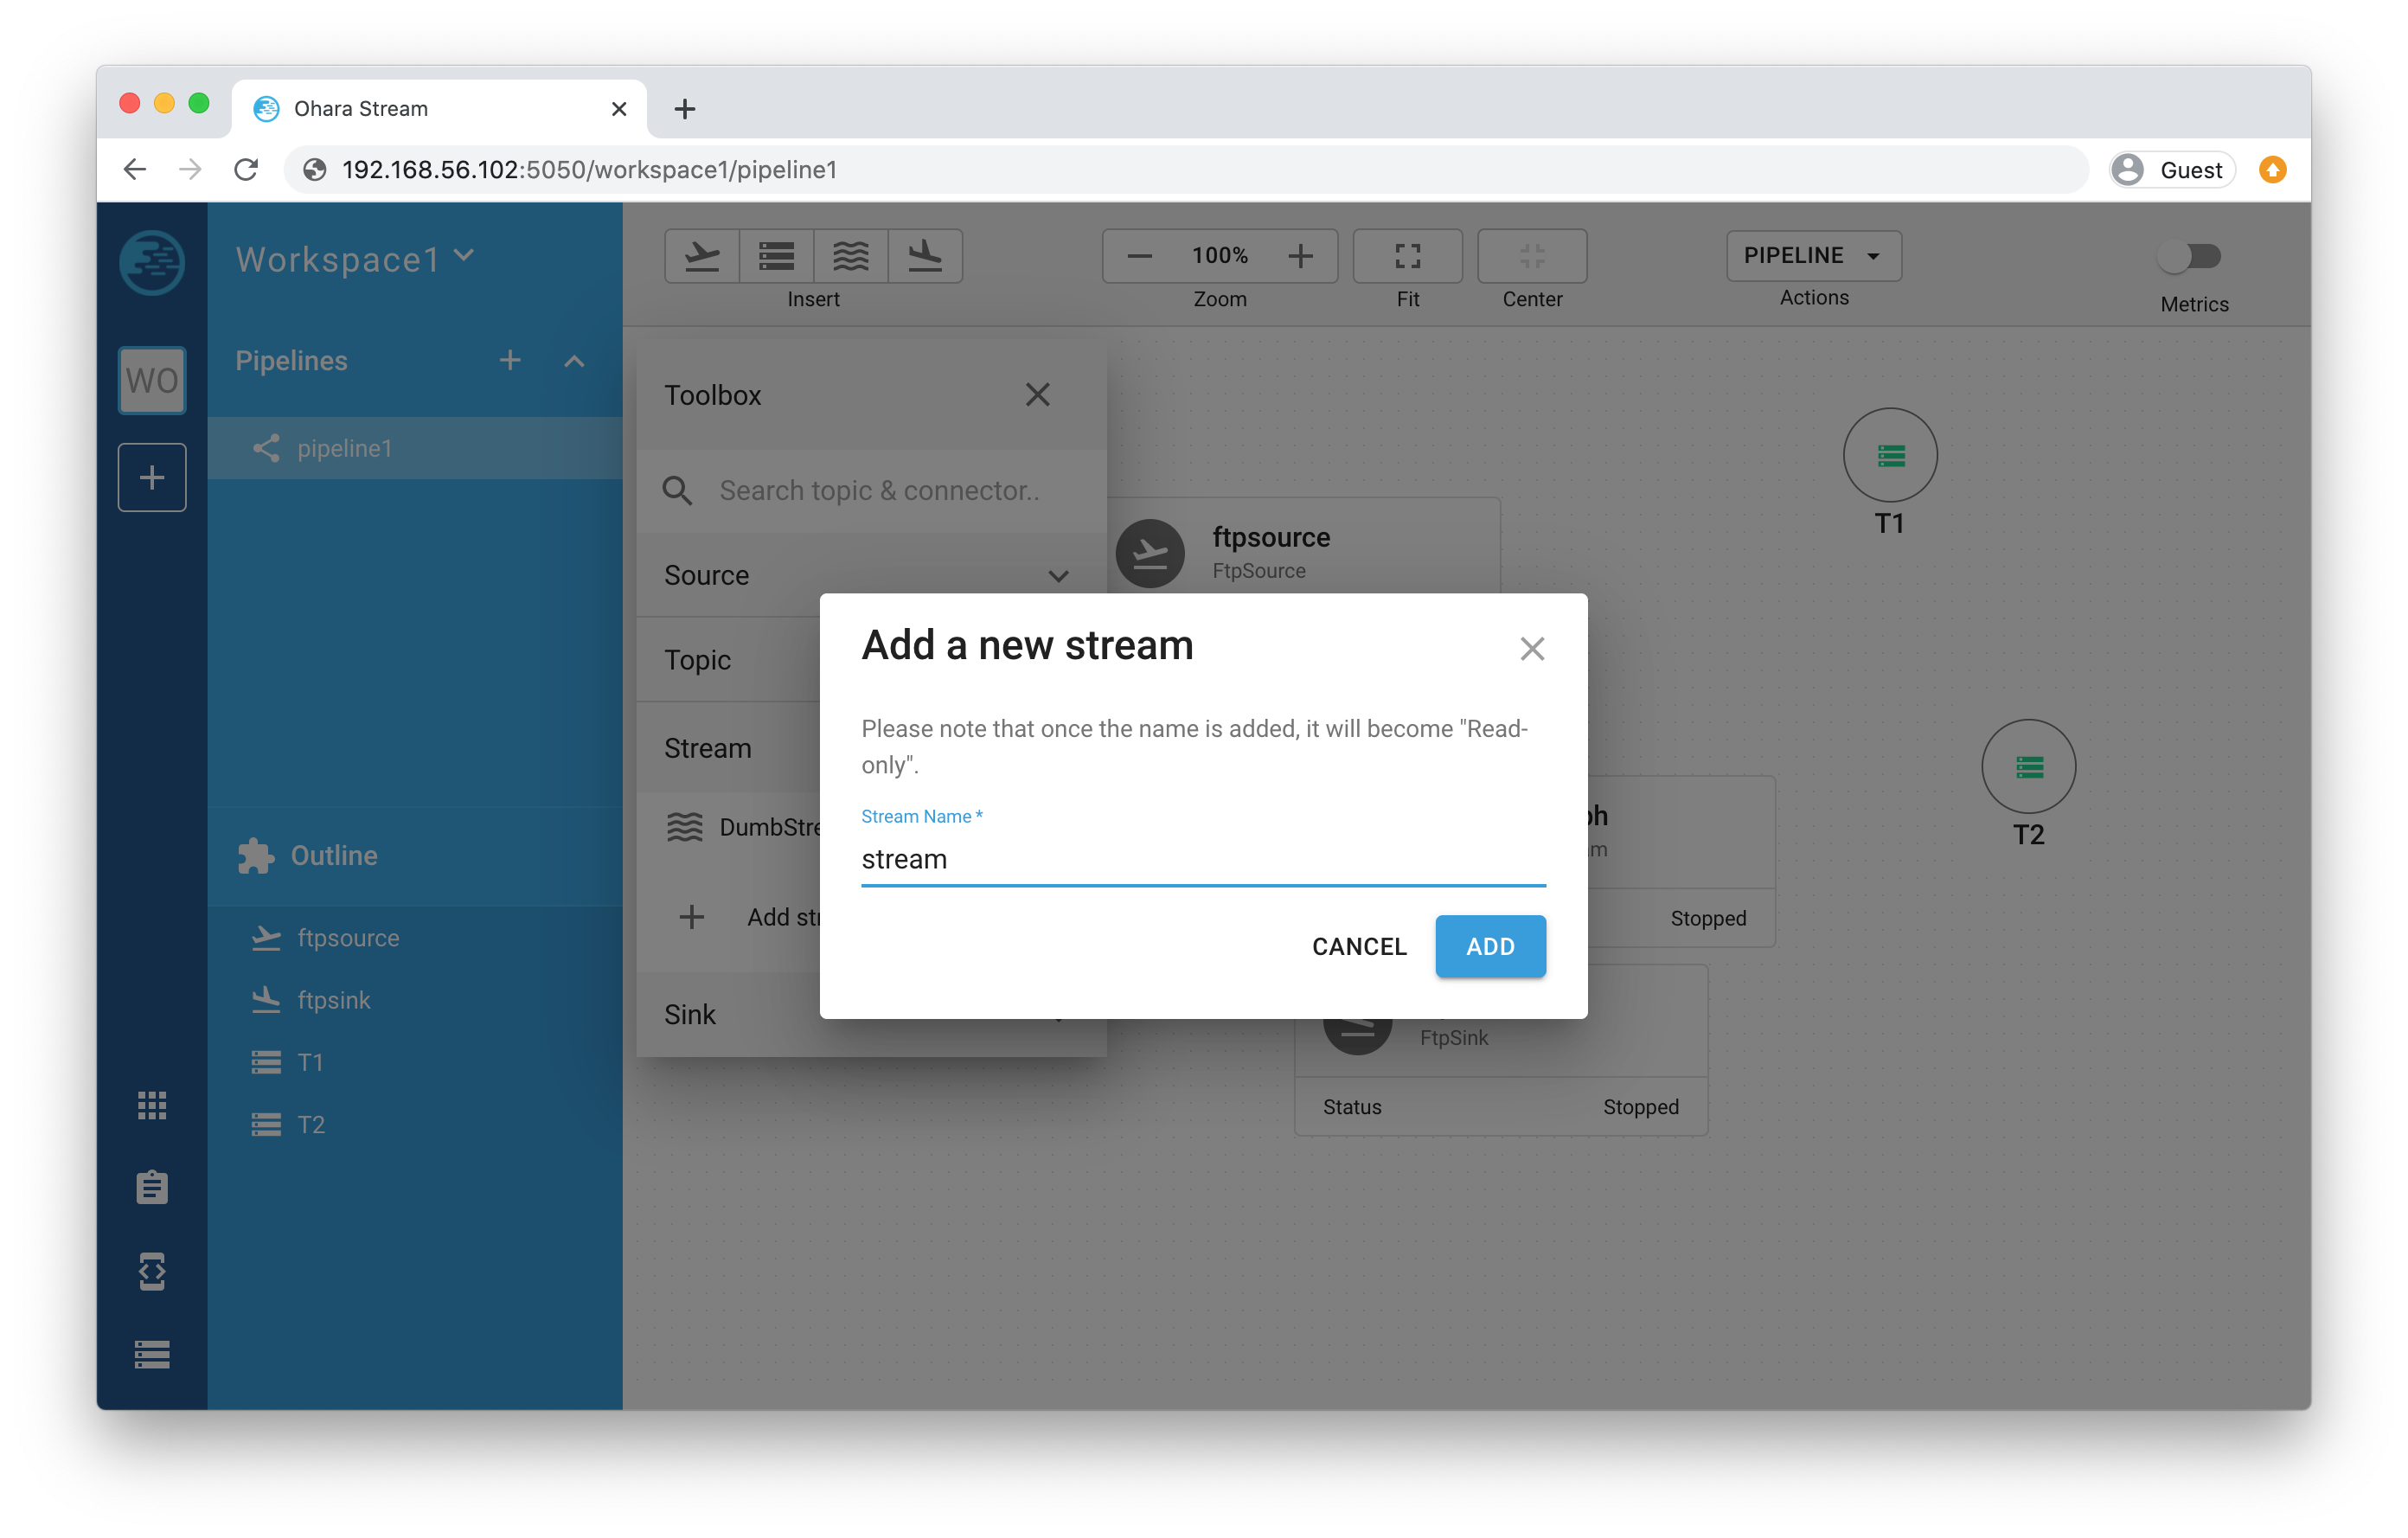 Ohara Stream
192.168.56.102:5050/workspace1/pipeline1
Guest
Workspace1
100%
PIPELINE
Insert
Zoom
Fit
Center
Actions
Metrics
WO
Pipelines
pipeline1
Outline
ftpsource
ftpsink
T1
T2
Toolbox
Search topic & connector..
Source
Topic
Stream
Sink
ftpsource
FtpSource
T1
T2
Stopped
FtpSink
Status
Stopped
Add a new stream
Please note that once the name is added, it will become "Read-
only".
Stream Name *
stream
CANCEL
ADD
Add